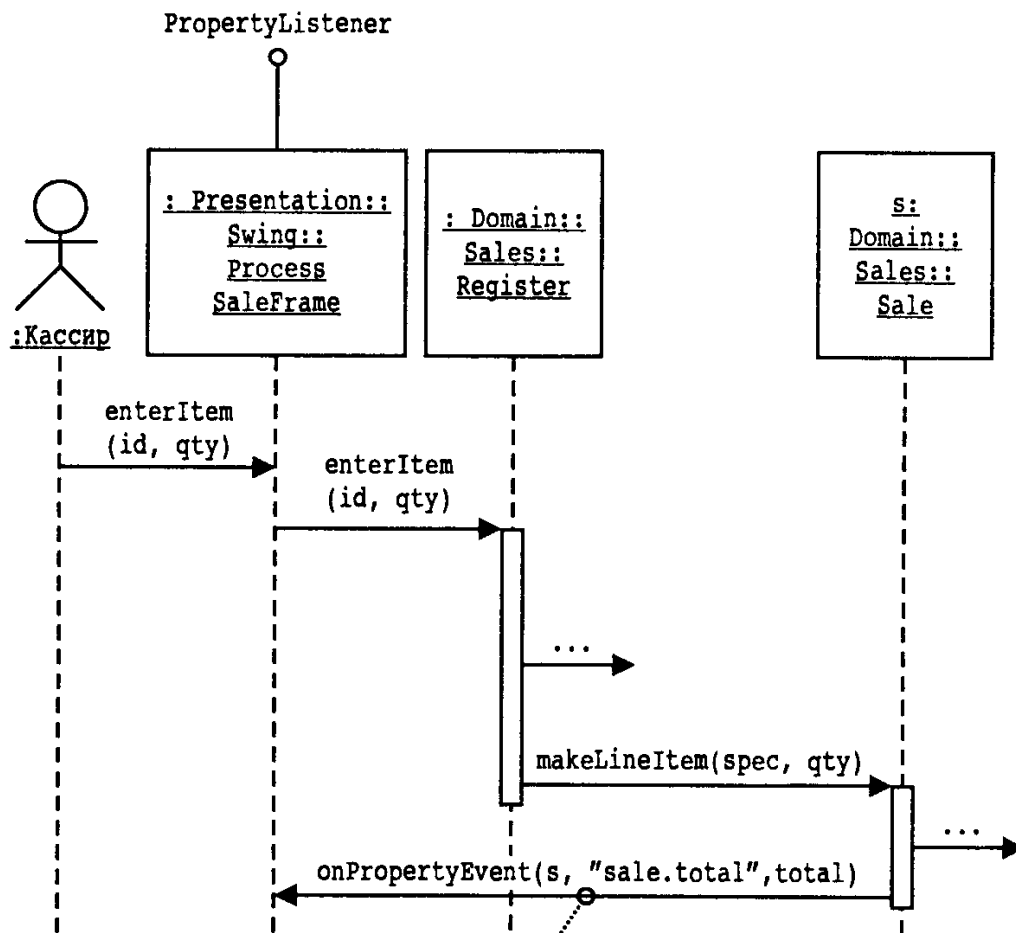 PropertyListener
: Presentation::
Swing::
Process
SaleFrame
: Domain::
Sales::
Register
s:
Domain::
Sales::
Sale
:Кассир
enterItem
(id, qty)
enterItem
(id, qty)
...
makeLineItem(spec, qty)
...
onPropertyEvent(s, "sale.total",total)